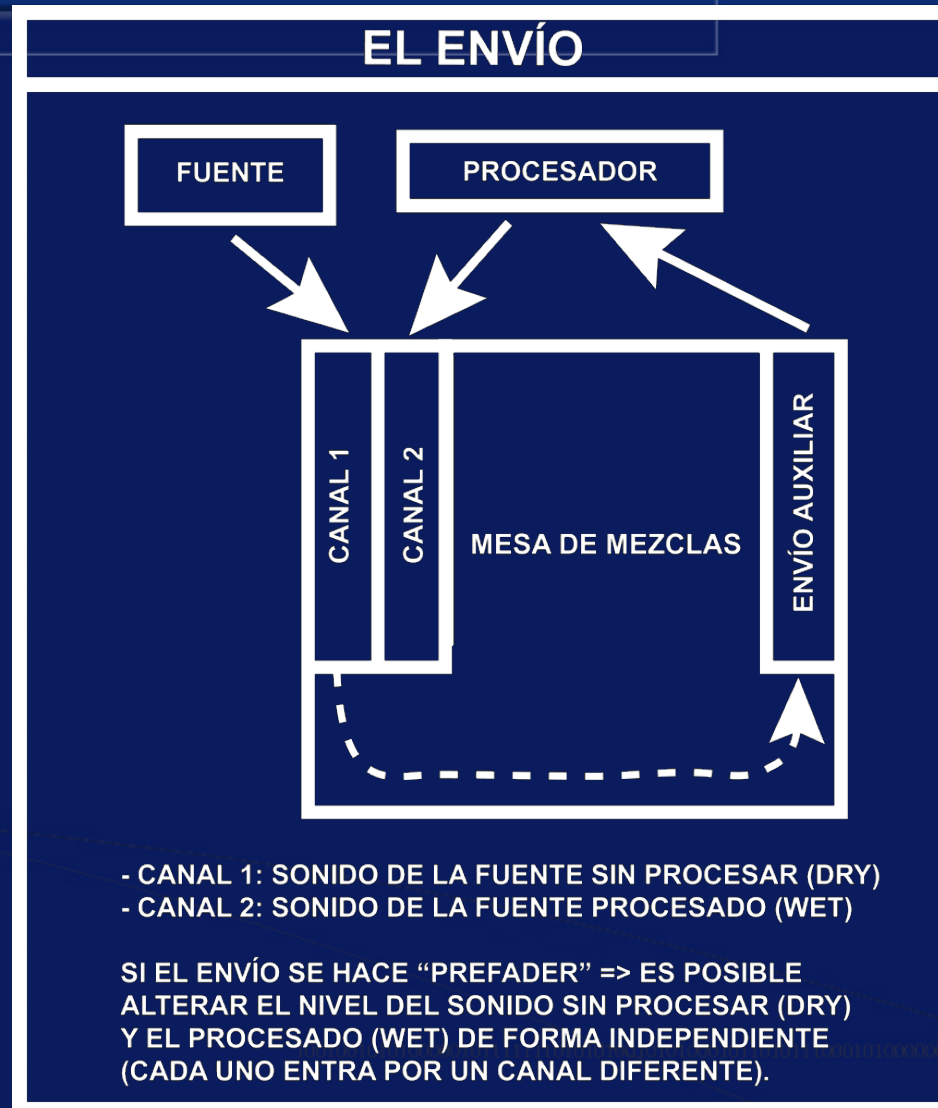 EL ENVÍO
FUENTE
PROCESADOR
CANAL 1
CANAL 2
MESA DE MEZCLAS
ENVÍO AUXILIAR
- CANAL 1: SONIDO DE LA FUENTE SIN PROCESAR (DRY)
- CANAL 2: SONIDO DE LA FUENTE PROCESADO (WET)
SI EL ENVÍO SE HACE “PREFADER” => ES POSIBLE
ALTERAR EL NIVEL DEL SONIDO SIN PROCESAR (DRY)
Y EL PROCESADO (WET) DE FORMA INDEPENDIENTE
(CADA UNO ENTRA POR UN CANAL DIFERENTE).